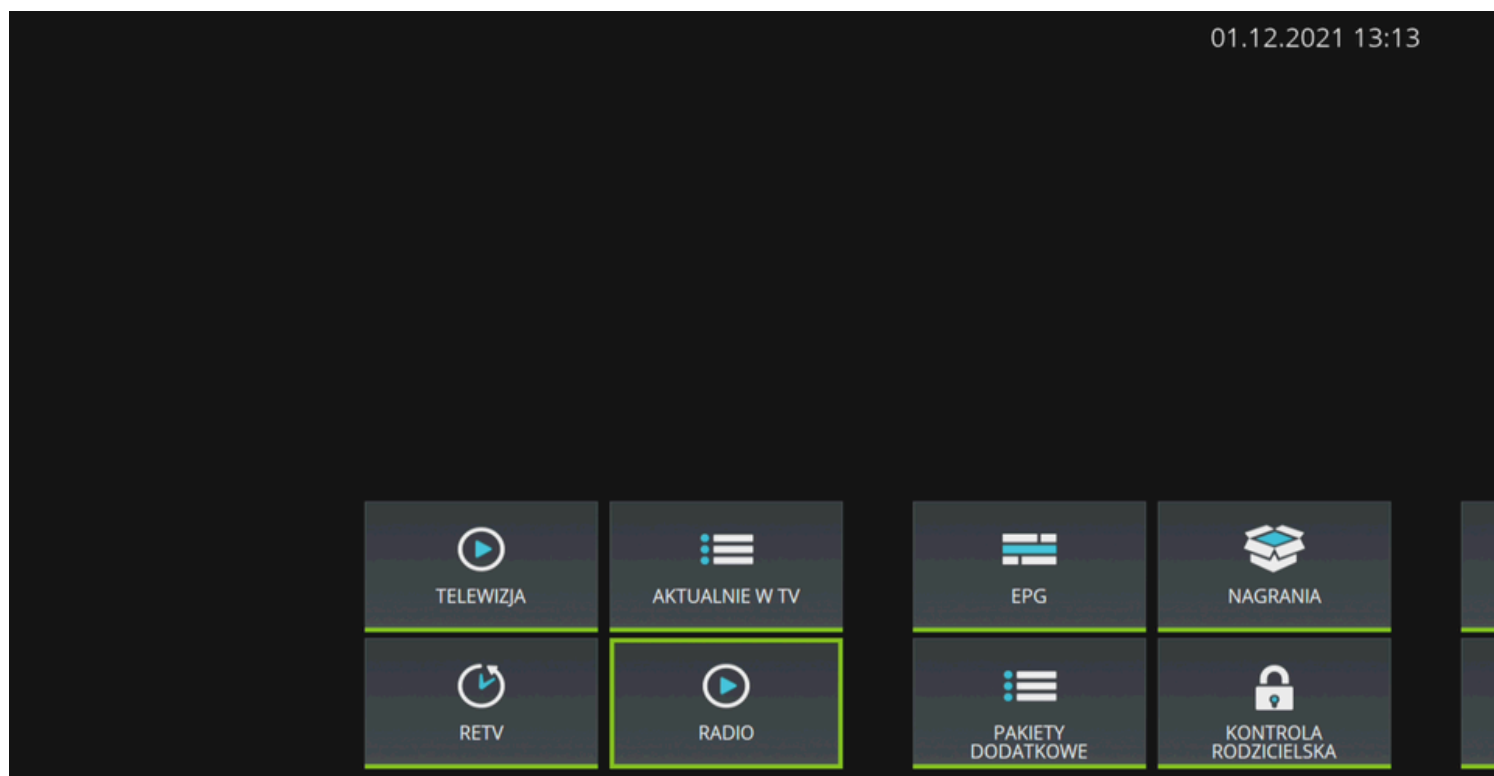 01.12.2021 13:13
TELEWIZJA
AKTUALNIE W TV
EPG
NAGRANIA
RETV
RADIO
PAKIETY
DODATKOWE
KONTROLA
RODZICIELSKA